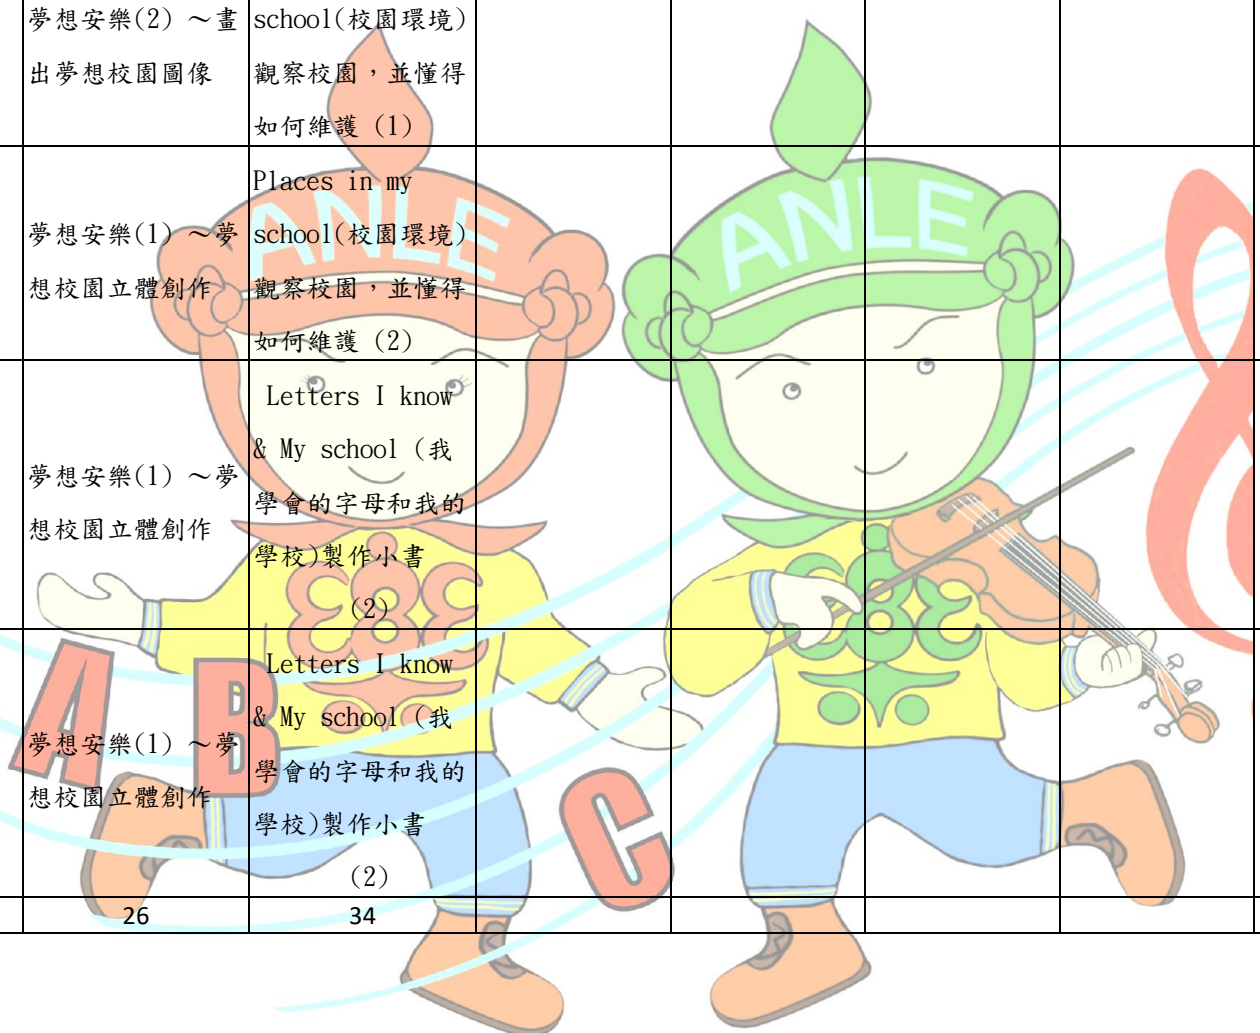 夢想安樂(2) ～畫
出夢想校園圖像
school(校園環境)
觀察校園，並懂得
如何維護 (1)
夢想安樂(1) ～夢
想校園立體創作
Places in my
school(校園環境)
觀察校園，並懂得
如何維護 (2)
夢想安樂(1) ～夢
想校園立體創作
Letters I know
& My school (我
學會的字母和我的
學校)製作小書
(2)
夢想安樂(1) ～夢
想校園立體創作
Letters I know
& My school (我
學會的字母和我的
學校)製作小書
(2)
26
34
ANLE
ANLE
A B C